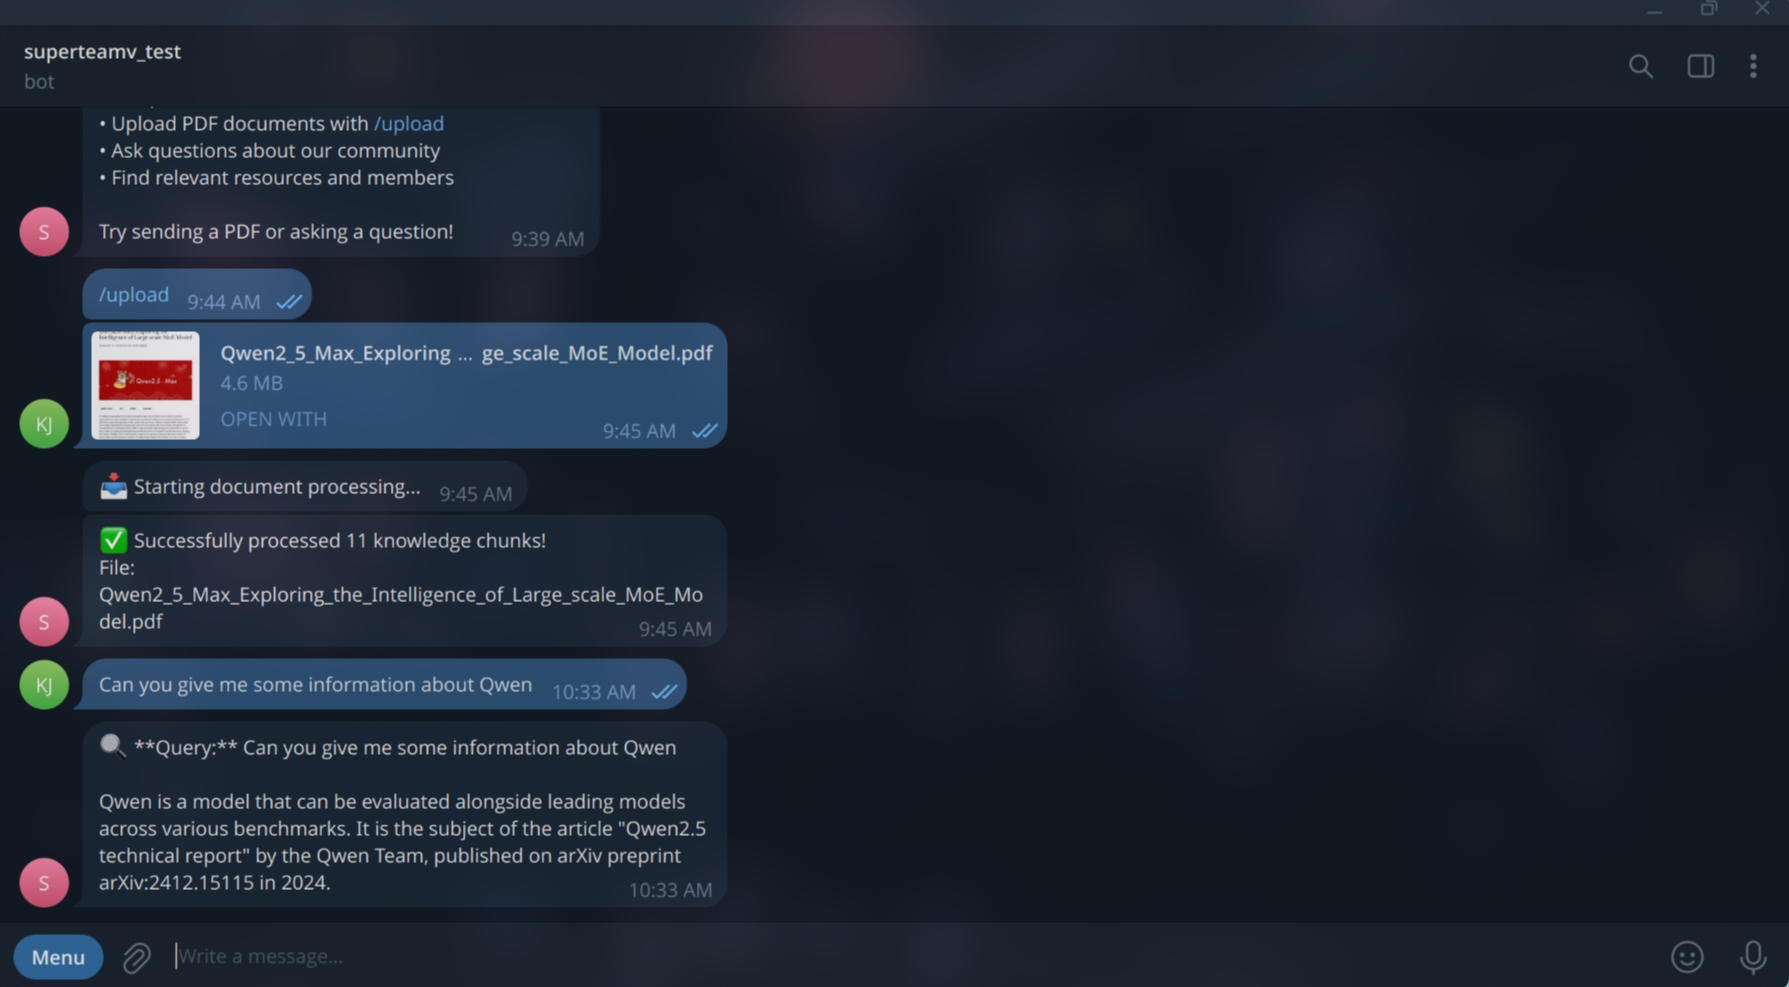 superteamv_test
bot
• Upload PDF documents with /upload
• Ask questions about our community
• Find relevant resources and members
Try sending a PDF or asking a question!
9:39 AM
S
/upload 9:44 AM
Qwen2_5_Max_Exploring ... ge_scale_MoE_Model.pdf
4.6 MB
OPEN WITH
9:45 AM
KJ
Starting document processing... 9:45 AM
Successfully processed 11 knowledge chunks!
File:
Qwen2_5_Max_Exploring_the_Intelligence_of_Large_scale_MoE_Mo
del.pdf
9:45 AM
S
KJ
Can you give me some information about Qwen 10:33 AM
**Query:** Can you give me some information about Qwen
Qwen is a model that can be evaluated alongside leading models
across various benchmarks. It is the subject of the article "Qwen2.5
technical report" by the Qwen Team, published on arXiv preprint
arXiv:2412.15115 in 2024.
10:33 AM
S
Menu
Write a message...